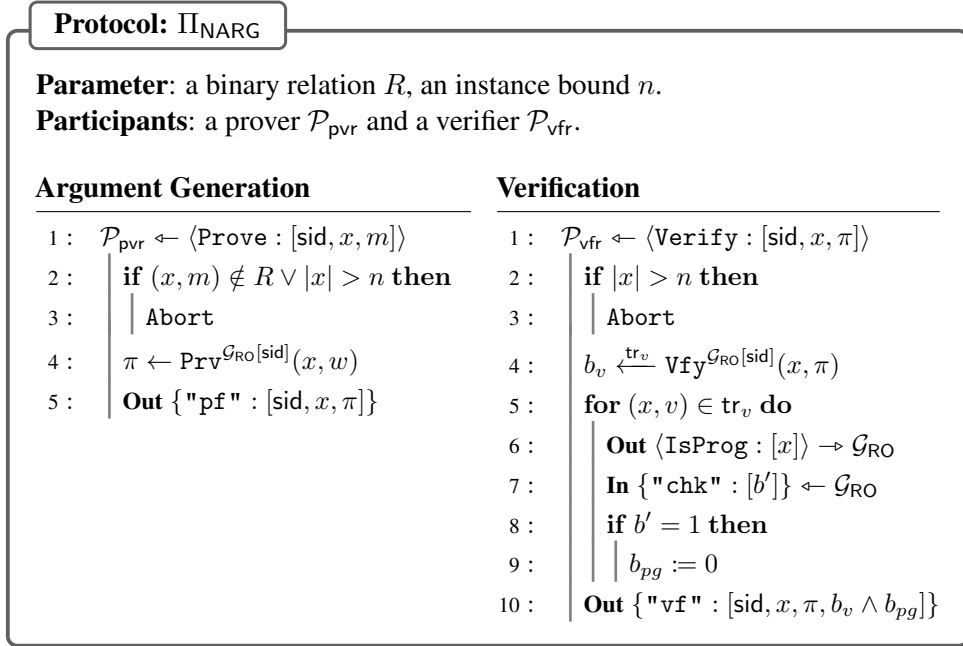 Protocol: Π_NARG
Parameter: a binary relation R, an instance bound n.
Participants: a prover 𝒫_pvr and a verifier 𝒫_vfr.
Argument Generation
1 : 𝒫_pvr ↞ ⟨Prove : [sid, x, m]⟩
2 : if (x, m) ∉ R ∨ |x| > n then
3 : Abort
4 : π ← Prv^{𝒢_RO[sid]}(x, w)
5 : Out {"pf" : [sid, x, π]}
Verification
1 : 𝒫_vfr ↞ ⟨Verify : [sid, x, π]⟩
2 : if |x| > n then
3 : Abort
4 : b_v ←^{tr_v} Vfy^{𝒢_RO[sid]}(x, π)
5 : for (x, v) ∈ tr_v do
6 : Out ⟨IsProg : [x]⟩ ↠ 𝒢_RO
7 : In {"chk" : [b′]} ↞ 𝒢_RO
8 : if b′ = 1 then
9 : b_pg := 0
10 : Out {"vf" : [sid, x, π, b_v ∧ b_pg]}